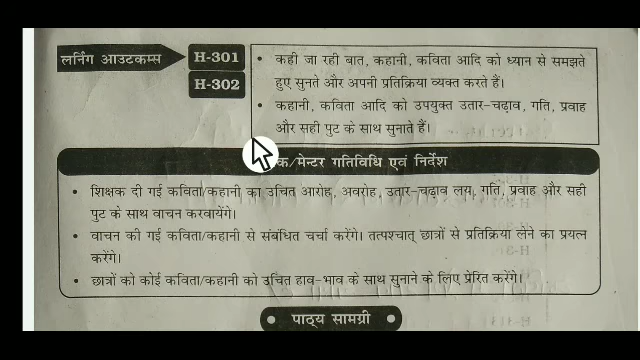 लर्निंग आउटकम्स
H-301
H-302
• कही जा रही बात, कहानी, कविता आदि को ध्यान से समझते
हुए सुनते और अपनी प्रतिक्रिया व्यक्त करते हैं।
• कहानी, कविता आदि को उपयुक्त उतार-चढ़ाव, गति, प्रवाह
और सही पुट के साथ सुनाते हैं।
क/मेन्टर गतिविधि एवं निर्देश
• शिक्षक दी गई कविता/कहानी का उचित आरोह, अवरोह, उतार-चढ़ाव लय, गति, प्रवाह और सही
पुट के साथ वाचन करवायेंगे।
• वाचन की गई कविता/कहानी से संबंधित चर्चा करेंगे। तत्पश्चात् छात्रों से प्रतिक्रिया लेने का प्रयत्न
करेंगे।
• छात्रों को कोई कविता/कहानी को उचित हाव-भाव के साथ सुनाने के लिए प्रेरित करेंगे।
• पाठ्य सामग्री •